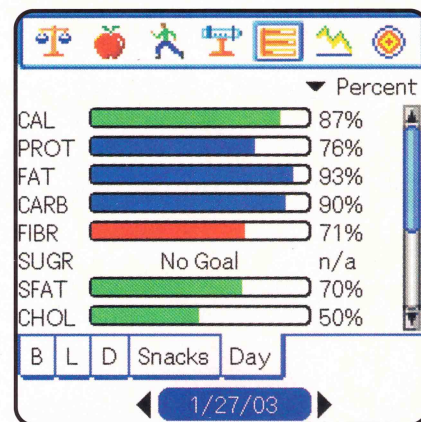 Percent
CAL 87%
PROT 76%
FAT 93%
CARB 90%
FIBR 71%
SUGR No Goal n/a
SFAT 70%
CHOL 50%
B L D Snacks Day
1/27/03